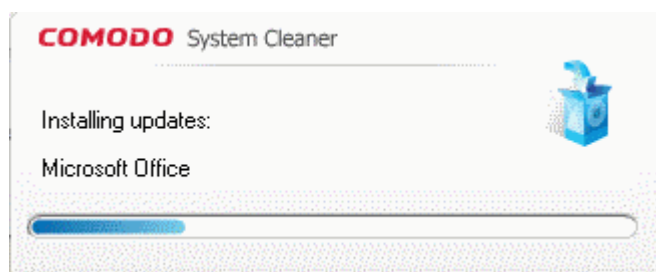 COMODO System Cleaner
Installing updates:
Microsoft Office